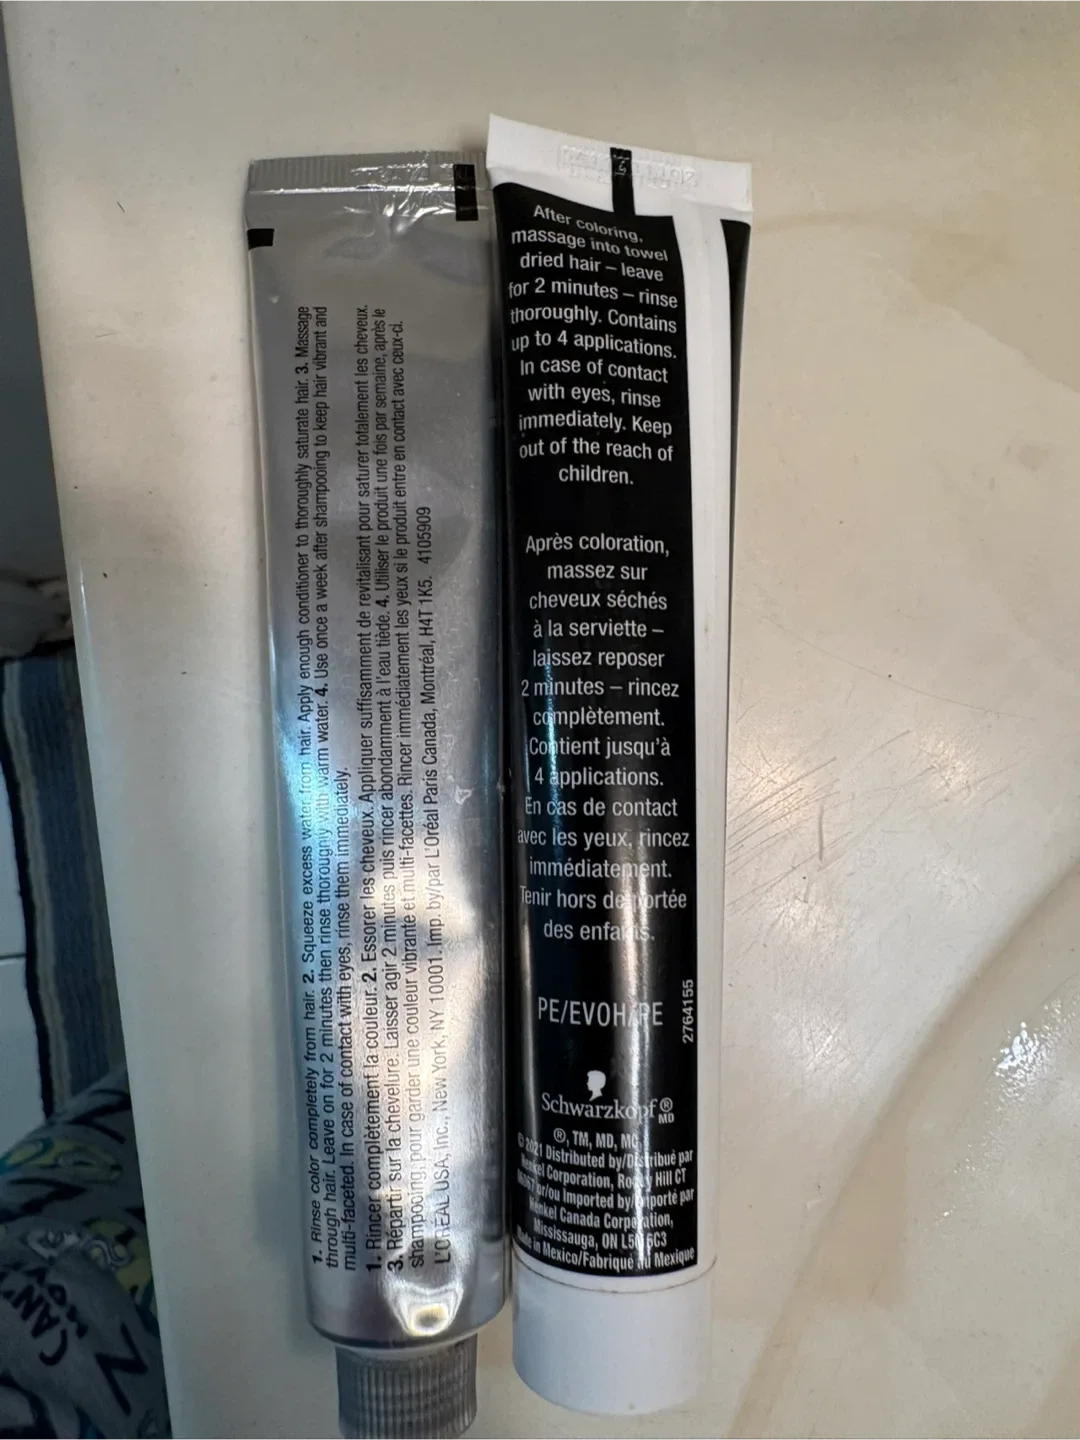 1. Rinse color completely from hair. 2. Squeeze excess water from hair. Apply enough conditioner to thoroughly saturate hair. 3. Massage
through hair. Leave on for 2 minutes then rinse thoroughly with warm water. 4. Use once a week after shampooing to keep hair vibrant and
multi-faceted. In case of contact with eyes, rinse them immediately.
1. Rincer complètement la couleur. 2. Essorer les cheveux. Appliquer suffisamment de revitalisant pour saturer totalement les cheveux.
3. Répartir sur la chevelure. Laisser agir 2 minutes puis rincer abondamment à l'eau tiède. 4. Utiliser le produit une fois par semaine, après le
shampooing, pour garder une couleur vibrante et multi-facettes. Rincer immédiatement les yeux si le produit entre en contact avec ceux-ci.
L'ORÉAL USA, Inc., New York, NY 10001. Imp. by/par L'Oréal Paris Canada, Montréal, H4T 1K5. 4105909
After coloring,
massage into towel
dried hair – leave
for 2 minutes – rinse
thoroughly. Contains
up to 4 applications.
In case of contact
with eyes, rinse
immediately. Keep
out of the reach of
children.
Après coloration,
massez sur
cheveux séchés
à la serviette –
laissez reposer
2 minutes – rincez
complètement.
Contient jusqu'à
4 applications.
En cas de contact
avec les yeux, rincez
immédiatement.
Tenir hors de portée
des enfants.
PE/EVOH/PE
2764155
Schwarzkopf®
MD
®, TM, MD, MC
© 2021 Distributed by/Distribué par
Henkel Corporation, Rocky Hill CT
06067 or/ou Imported by/Importé par
Henkel Canada Corporation,
Mississauga, ON L5 6C3
Made in Mexico/Fabriqué au Mexique
CAN'